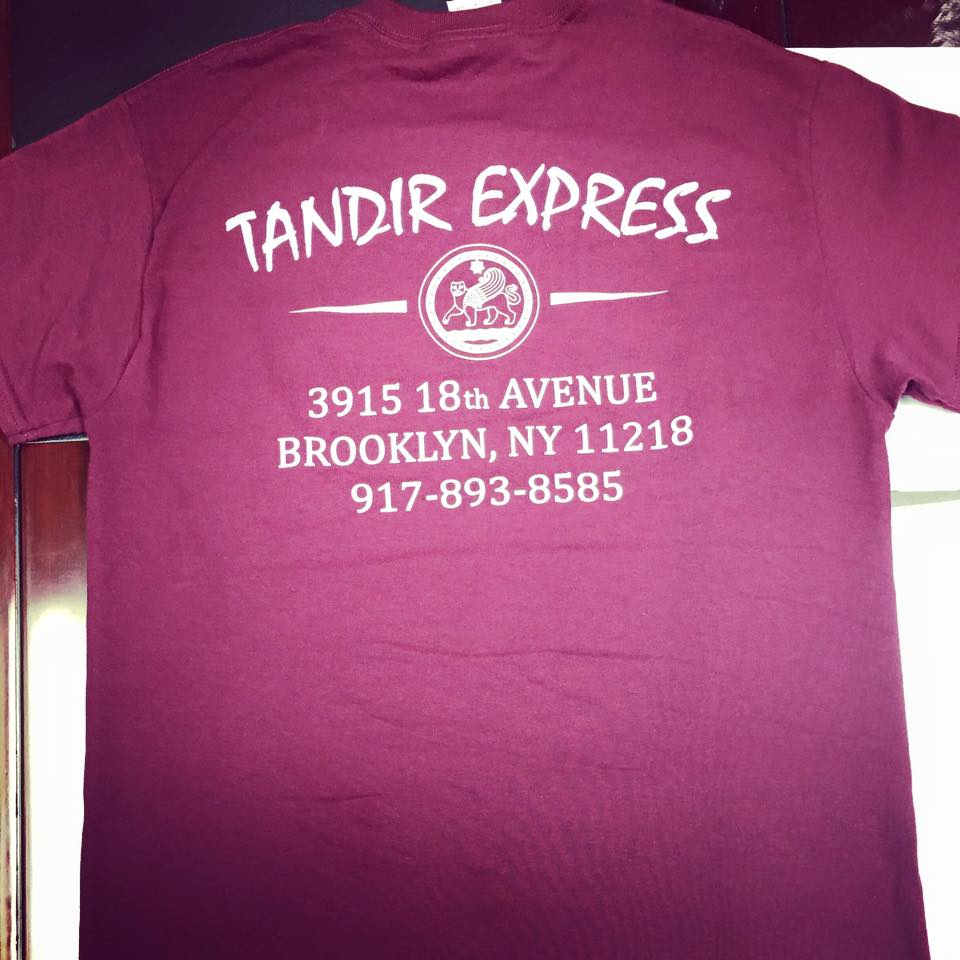 TANDIR EXPRESS
3915 18th AVENUE
BROOKLYN, NY 11218
917-893-8585